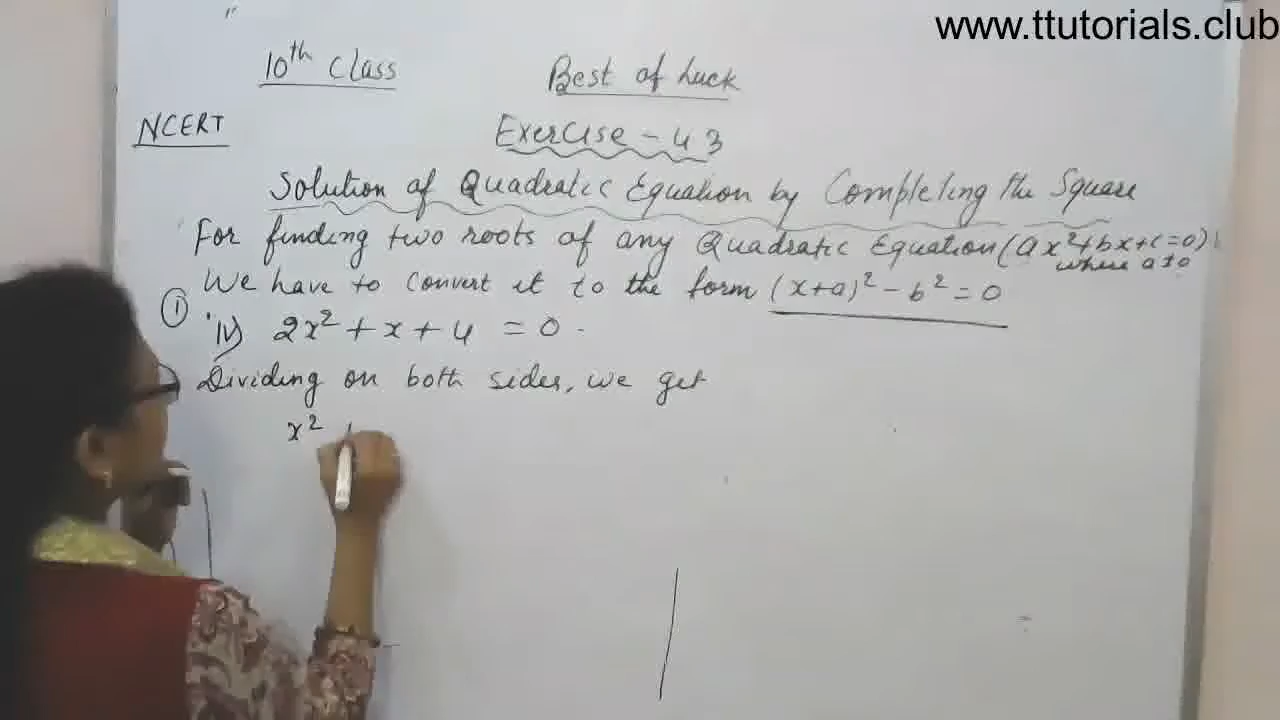 www.ttutorials.club
10th Class Best of Luck
NCERT
Exercise - 4 3
Solution of Quadratic Equation by Completing the Square
For finding two roots of any Quadratic Equation (ax²+bx+c=0)
where a≠0
We have to convert it to the form (x+a)² - b² = 0
① iv) 2x² + x + 4 = 0.
Dividing on both sides, we get
x²